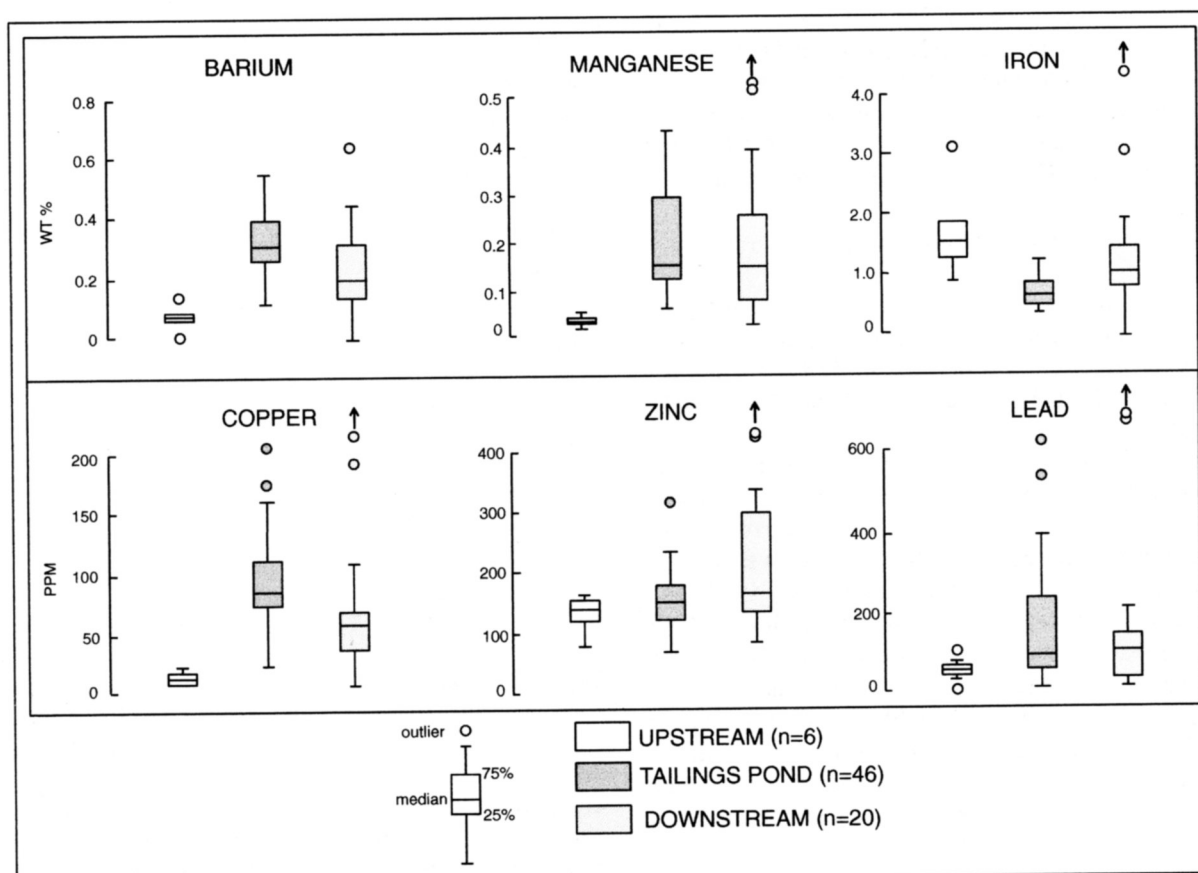 BARIUM
MANGANESE
IRON
WT %
0.8
0.6
0.4
0.2
0
0.5
0.4
0.3
0.2
0.1
0
4.0
3.0
2.0
1.0
0
COPPER
ZINC
LEAD
PPM
200
150
100
50
0
400
300
200
100
0
600
400
200
0
outlier
75%
median
25%
UPSTREAM (n=6)
TAILINGS POND (n=46)
DOWNSTREAM (n=20)